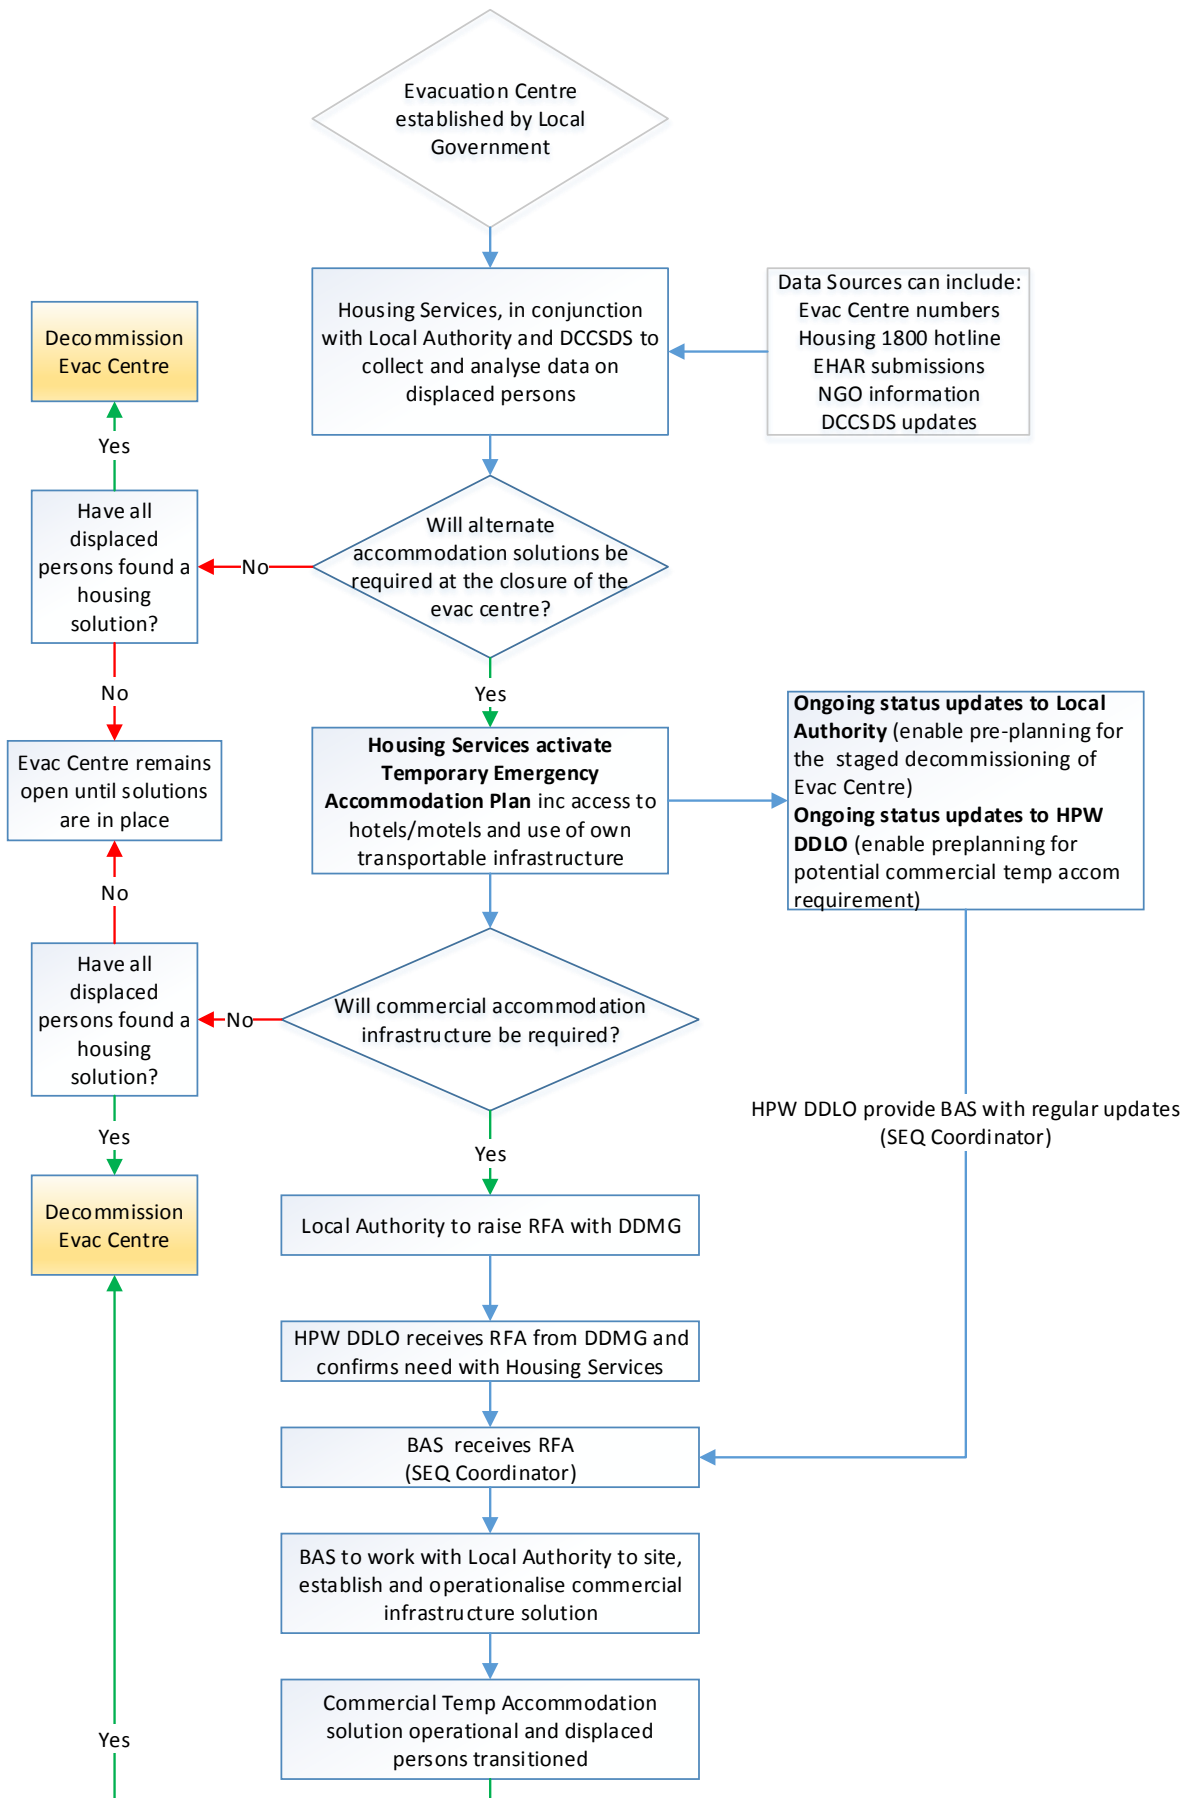 Evacuation Centre
established by Local
Government
Housing Services, in conjunction
with Local Authority and DCCSDS to
collect and analyse data on
displaced persons
Data Sources can include:
Evac Centre numbers
Housing 1800 hotline
EHAR submissions
NGO information
DCCSDS updates
Decommission
Evac Centre
Yes
Have all
displaced
persons found a
housing
solution?
No
Will alternate
accommodation solutions be
required at the closure of the
evac centre?
No
Yes
Evac Centre remains
open until solutions
are in place
Housing Services activate
Temporary Emergency
Accommodation Plan inc access to
hotels/motels and use of own
transportable infrastructure
Ongoing status updates to Local
Authority (enable pre-planning for
the staged decommissioning of
Evac Centre)
Ongoing status updates to HPW
DDLO (enable preplanning for
potential commercial temp accom
requirement)
No
Have all
displaced
persons found a
housing
solution?
No
Will commercial accommodation
infrastructure be required?
HPW DDLO provide BAS with regular updates
(SEQ Coordinator)
Yes
Yes
Decommission
Evac Centre
Local Authority to raise RFA with DDMG
HPW DDLO receives RFA from DDMG and
confirms need with Housing Services
BAS receives RFA
(SEQ Coordinator)
BAS to work with Local Authority to site,
establish and operationalise commercial
infrastructure solution
Commercial Temp Accommodation
solution operational and displaced
persons transitioned
Yes